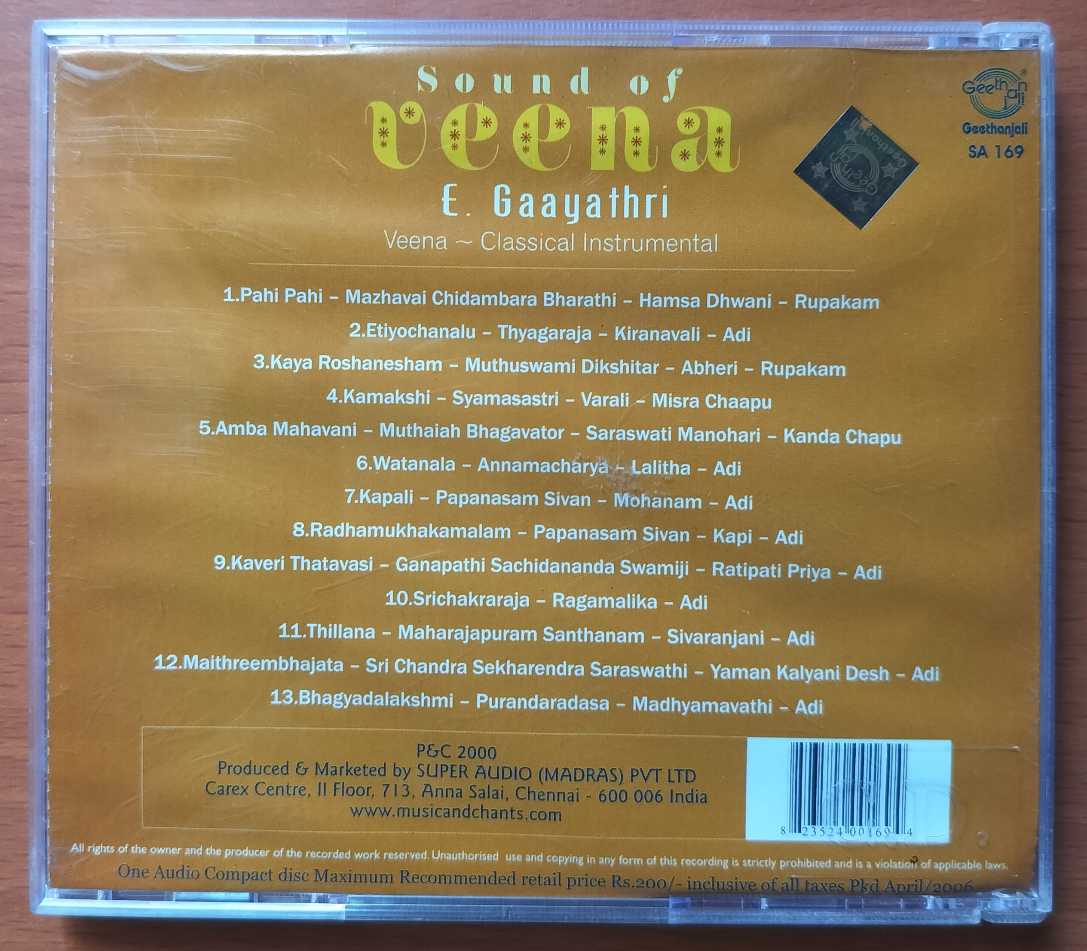 Sound of
veena
E. Gaayathri
Veena ~ Classical Instrumental
Geethanjali
Geethanjali
SA 169
1.Pahi Pahi – Mazhavai Chidambara Bharathi – Hamsa Dhwani – Rupakam
2.Etiyochanalu – Thyagaraja – Kiranavali – Adi
3.Kaya Roshanesham – Muthuswami Dikshitar – Abheri – Rupakam
4.Kamakshi – Syamasastri – Varali – Misra Chaapu
5.Amba Mahavani – Muthaiah Bhagavator – Saraswati Manohari – Kanda Chapu
6.Watanala – Annamacharya – Lalitha – Adi
7.Kapali – Papanasam Sivan – Mohanam – Adi
8.Radhamukhakamalam – Papanasam Sivan – Kapi – Adi
9.Kaveri Thatavasi – Ganapathi Sachidananda Swamiji – Ratipati Priya – Adi
10.Srichakraraja – Ragamalika – Adi
11.Thillana – Maharajapuram Santhanam – Sivaranjani – Adi
12.Maithreembhajata – Sri Chandra Sekharendra Saraswathi – Yaman Kalyani Desh – Adi
13.Bhagyadalakshmi – Purandaradasa – Madhyamavathi – Adi
P&C 2000
Produced & Marketed by SUPER AUDIO (MADRAS) PVT LTD
Carex Centre, II Floor, 713, Anna Salai, Chennai - 600 006 India
www.musicandchants.com
8 23524 00169 4
All rights of the owner and the producer of the recorded work reserved. Unauthorised use and copying in any form of this recording is strictly prohibited and is a violation of applicable laws.
One Audio Compact disc Maximum Recommended retail price Rs.200/- inclusive of all taxes Pkd April/2006